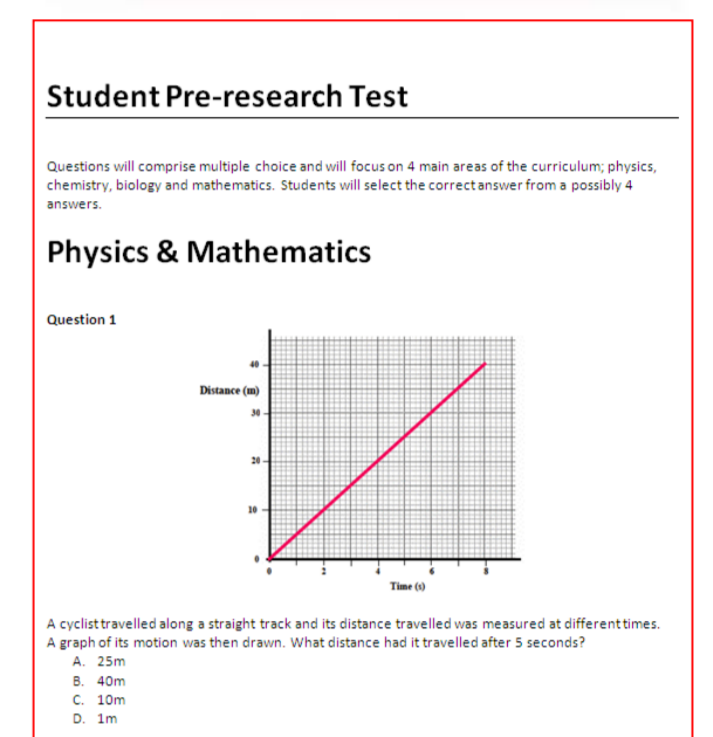 Student Pre-research Test
Questions will comprise multiple choice and will focus on 4 main areas of the curriculum; physics,
chemistry, biology and mathematics. Students will select the correct answer from a possibly 4
answers.
Physics & Mathematics
Question 1
40
Distance (m)
30
20
10
0
0 2 4 6 8
Time (s)
A cyclist travelled along a straight track and its distance travelled was measured at different times.
A graph of its motion was then drawn. What distance had it travelled after 5 seconds?
A. 25m
B. 40m
C. 10m
D. 1m